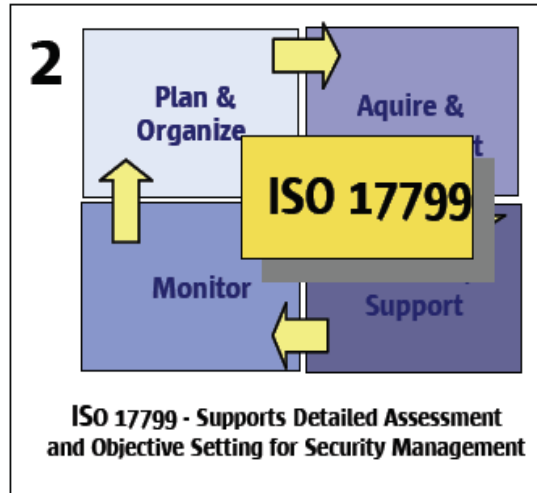 2
Plan &
Organize
Aquire &
ISO 17799
Monitor
Support
ISO 17799 - Supports Detailed Assessment
and Objective Setting for Security Management